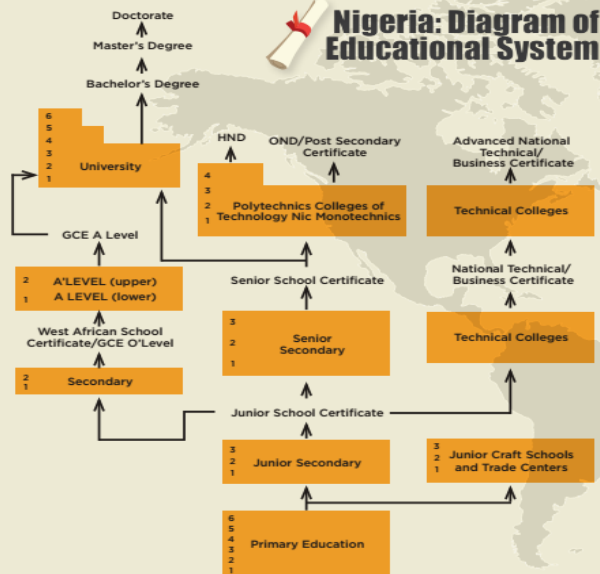 Nigeria: Diagram of
Educational System
Doctorate
Master's Degree
Bachelor's Degree
6
5
4
3
2
1
University
HND
OND/Post Secondary
Certificate
Advanced National
Technical/
Business Certificate
4
3
2
1
Polytechnics Colleges of
Technology Nic Monotechnics
Technical Colleges
GCE A Level
2
1
A'LEVEL (upper)
A LEVEL (lower)
Senior School Certificate
National Technical/
Business Certificate
West African School
Certificate/GCE O'Level
3
2
1
Senior
Secondary
Technical Colleges
2
1
Secondary
Junior School Certificate
3
2
1
Junior Secondary
3
2
1
Junior Craft Schools
and Trade Centers
6
5
4
3
2
1
Primary Education